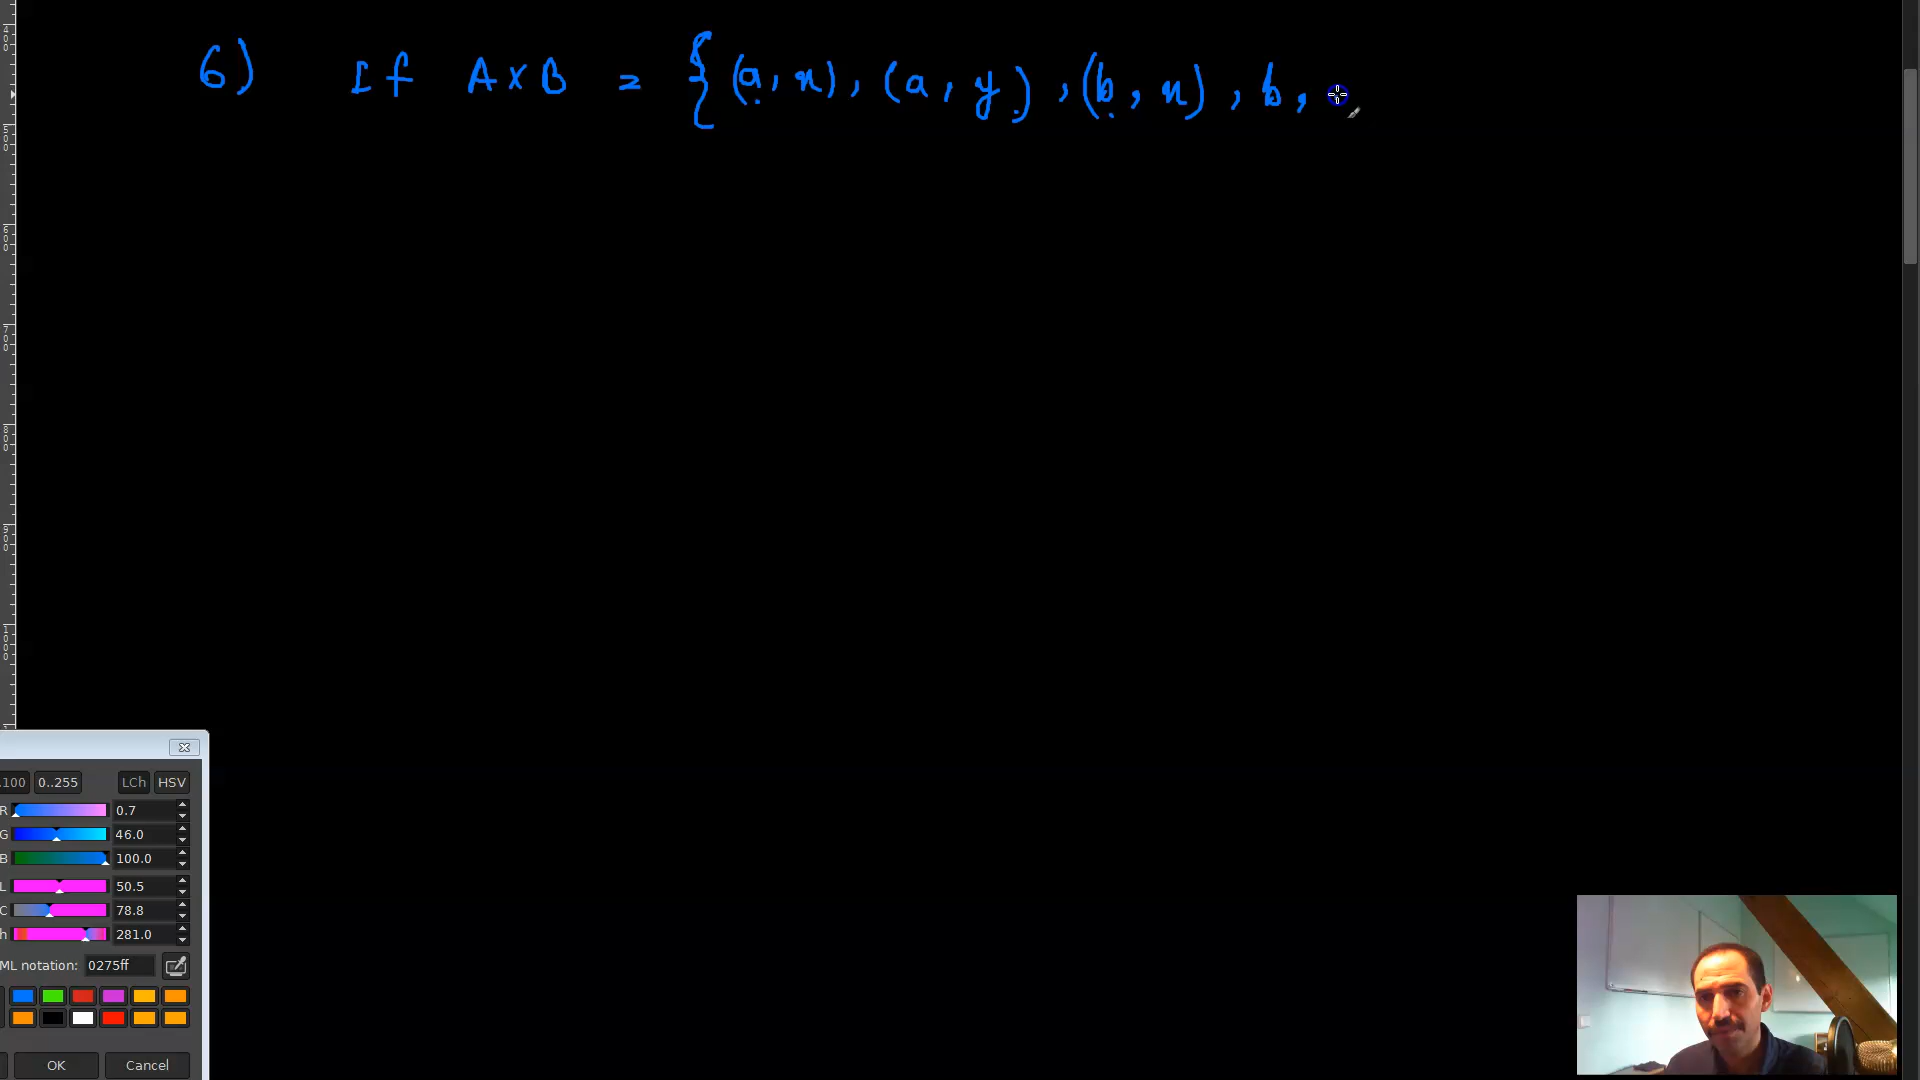 6) If A×B = {(a, x), (a, y), (b, x), b,
.100 0..255 LCh HSV
R 0.7
G 46.0
B 100.0
L 50.5
C 78.8
h 281.0
ML notation: 0275ff
OK Cancel